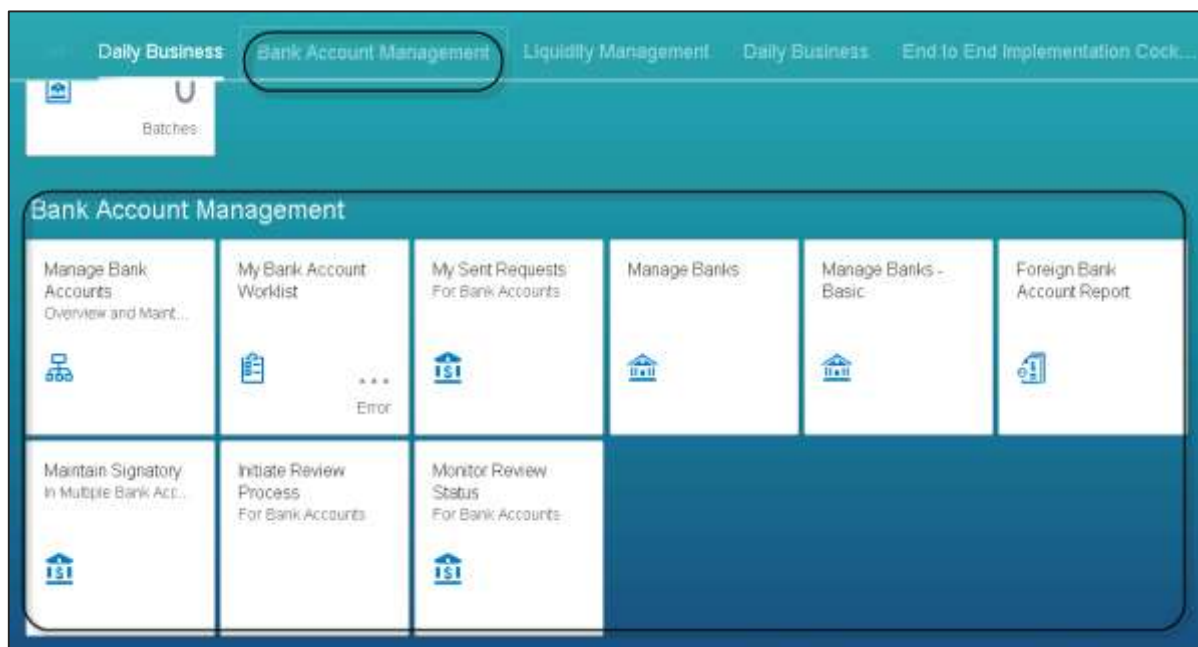 Daily Business Bank Account Management Liquidity Management Daily Business End to End Implementation Cock...
Batches
Bank Account Management
Manage Bank
Accounts
Overview and Maint...
My Bank Account
Worklist
...
Error
My Sent Requests
For Bank Accounts
Manage Banks
Manage Banks -
Basic
Foreign Bank
Account Report
Maintain Signatory
In Multiple Bank Acc..
Initiate Review
Process
For Bank Accounts
Monitor Review
Status
For Bank Accounts